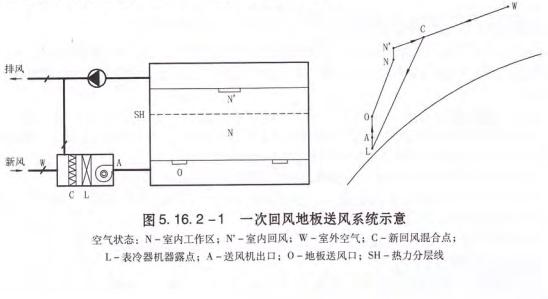 排风
新风
W
C
L
A
SH
N'
N
O
W
C
N'
N
O
A
L
图 5.16.2-1 一次回风地板送风系统示意
空气状态：N-室内工作区；N'-室内回风；W-室外空气；C-新回风混合点；
L-表冷器机器露点；A-送风机出口；O-地板送风口；SH-热力分层线